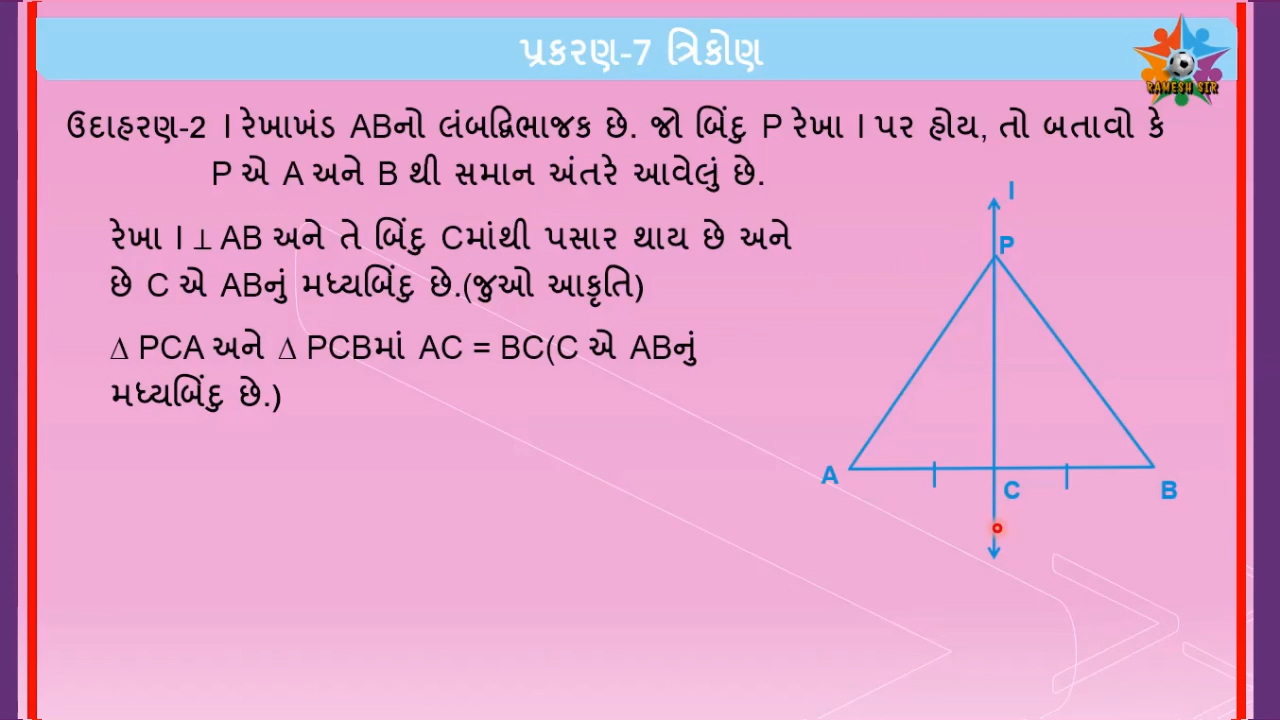 પ્રકરણ-7 ત્રિકોણ
RAMESH SIR
ઉદાહરણ-2 l રેખાખંડ ABનો લંબદ્વિભાજક છે. જો બિંદુ P રેખા l પર હોય, તો બતાવો કે
P એ A અને B થી સમાન અંતરે આવેલું છે.
રેખા l ⊥ AB અને તે બિંદુ Cમાંથી પસાર થાય છે અને
છે C એ ABનું મધ્યબિંદુ છે.(જુઓ આકૃતિ)
∆ PCA અને ∆ PCBમાં AC = BC(C એ ABનું
મધ્યબિંદુ છે.)
l
P
A
C
B